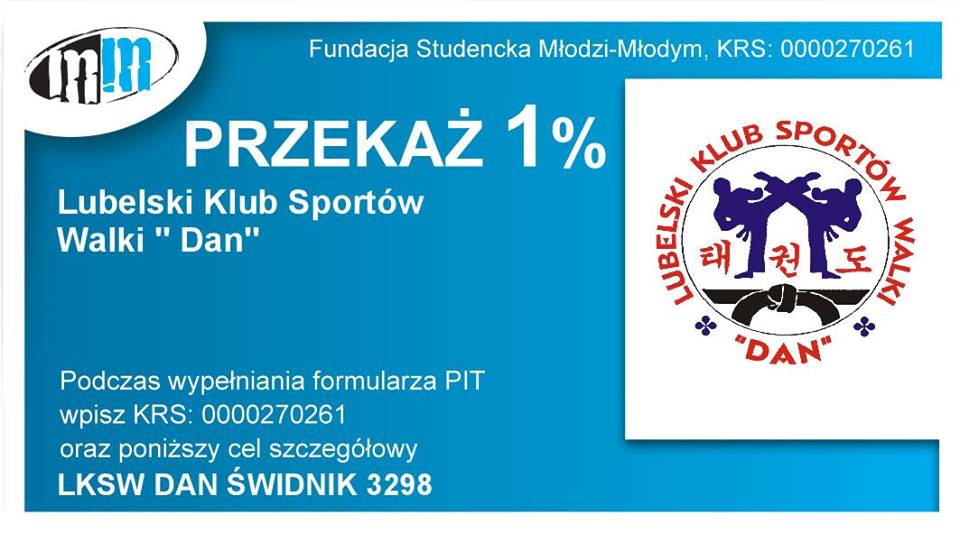 Fundacja Studencka Młodzi-Młodym, KRS: 0000270261
mm
PRZEKAŻ 1%
Lubelski Klub Sportów
Walki " Dan"
LUBELSKI KLUB SPORTÓW WALKI
태권도
"DAN"
Podczas wypełniania formularza PIT
wpisz KRS: 0000270261
oraz poniższy cel szczegółowy
LKSW DAN ŚWIDNIK 3298